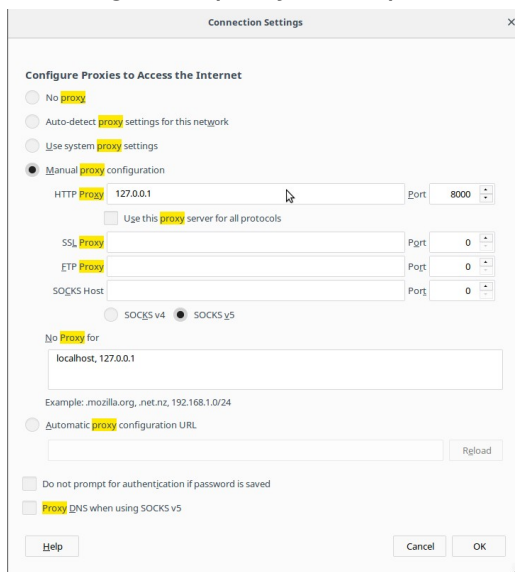 Connection Settings
Configure Proxies to Access the Internet
No proxy
Auto-detect proxy settings for this network
Use system proxy settings
Manual proxy configuration
HTTP Proxy 127.0.0.1 Port 8000
Use this proxy server for all protocols
SSL Proxy Port 0
FTP Proxy Port 0
SOCKS Host Port 0
SOCKS v4 SOCKS v5
No Proxy for
localhost, 127.0.0.1
Example: .mozilla.org, .net.nz, 192.168.1.0/24
Automatic proxy configuration URL
Reload
Do not prompt for authentication if password is saved
Proxy DNS when using SOCKS v5
Help Cancel OK